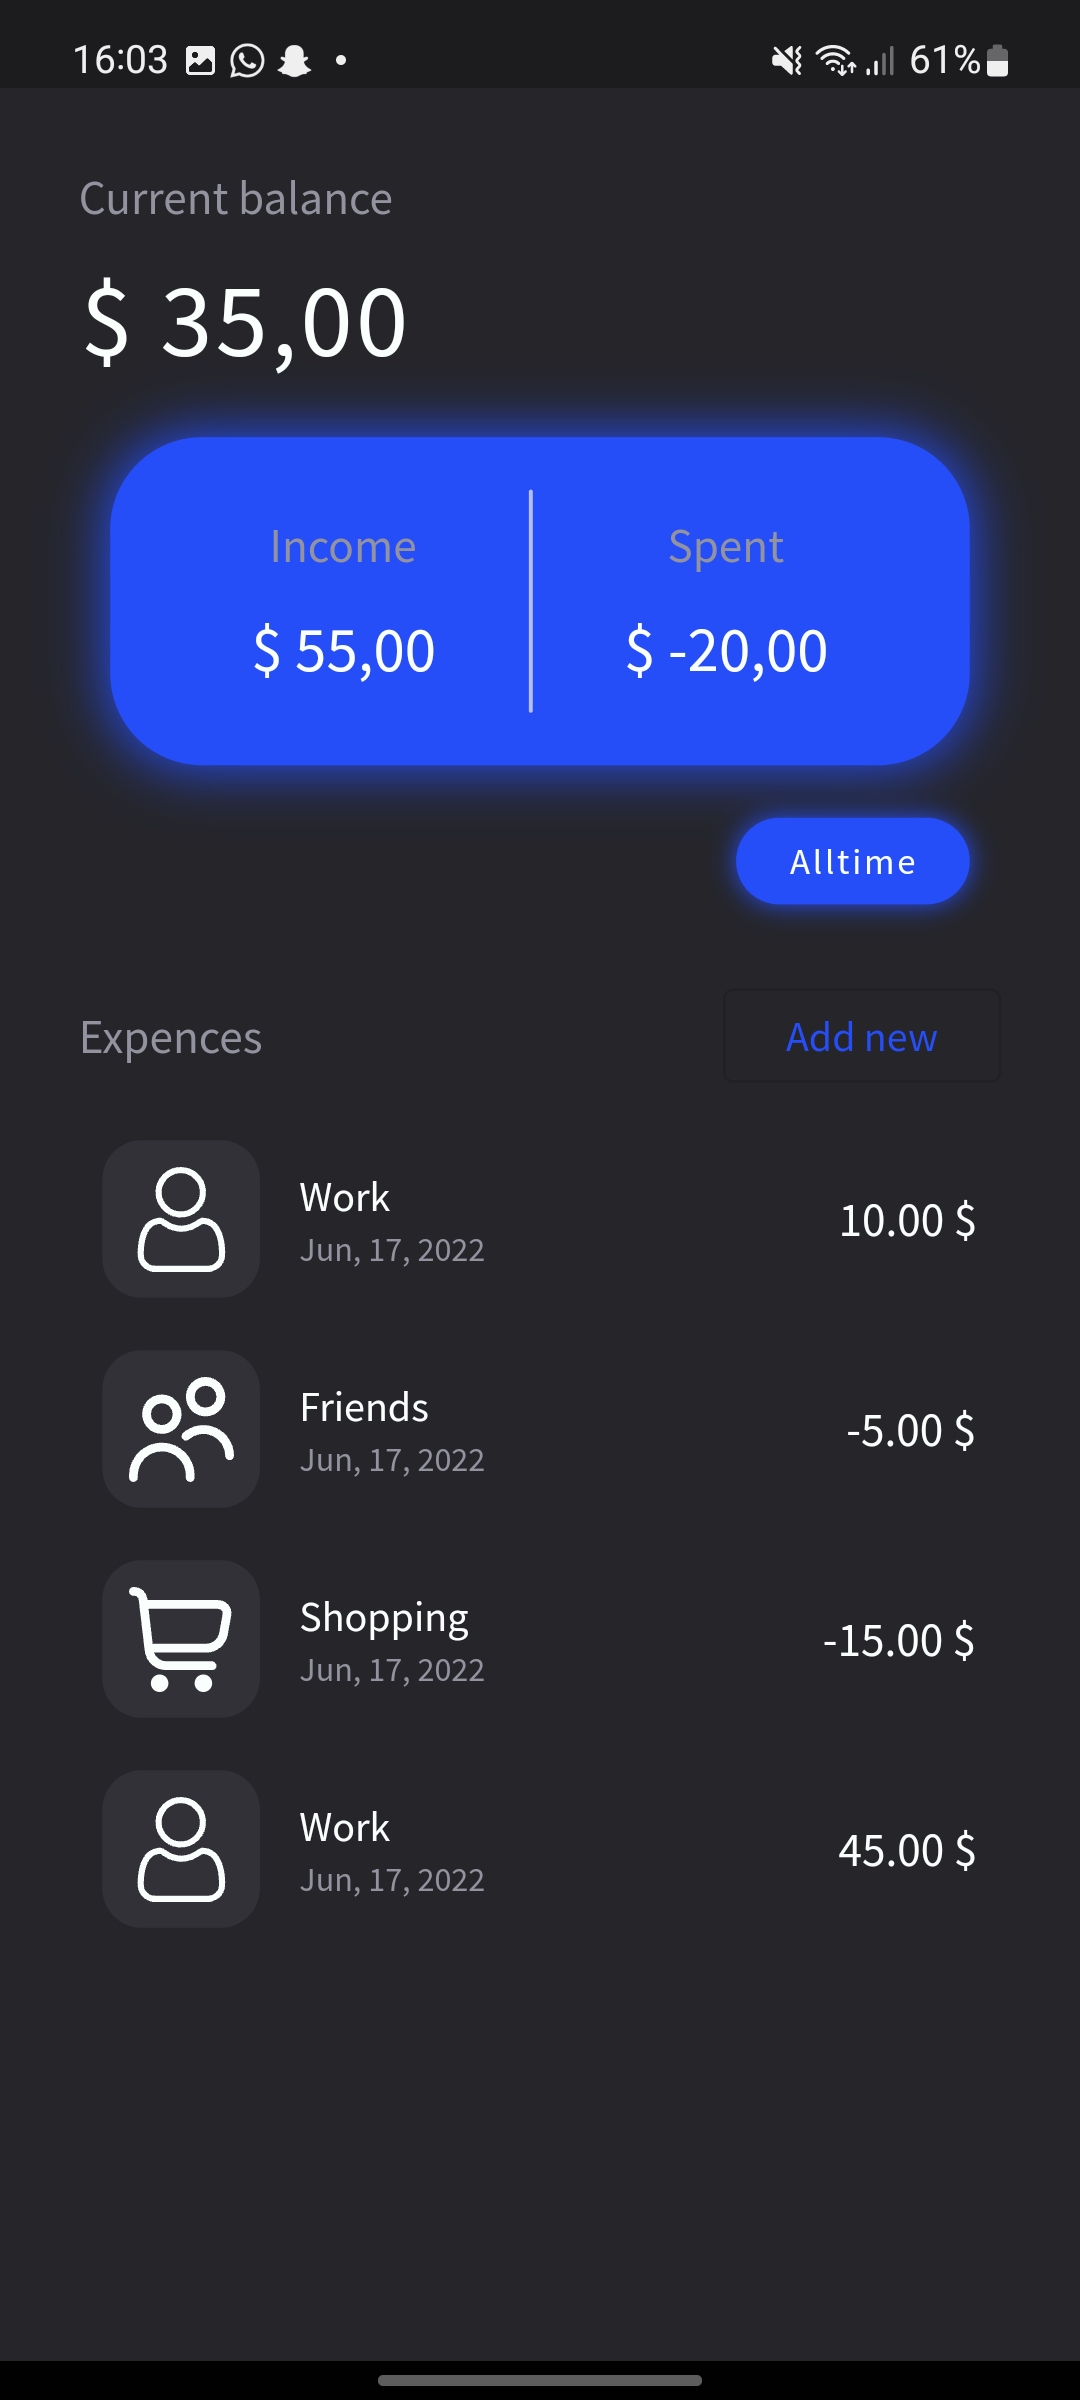 16:03 61%
Current balance
$ 35,00
Income Spent
$ 55,00 $ -20,00
Alltime
Expences Add new
Work
Jun, 17, 2022
10.00 $
Friends
Jun, 17, 2022
-5.00 $
Shopping
Jun, 17, 2022
-15.00 $
Work
Jun, 17, 2022
45.00 $